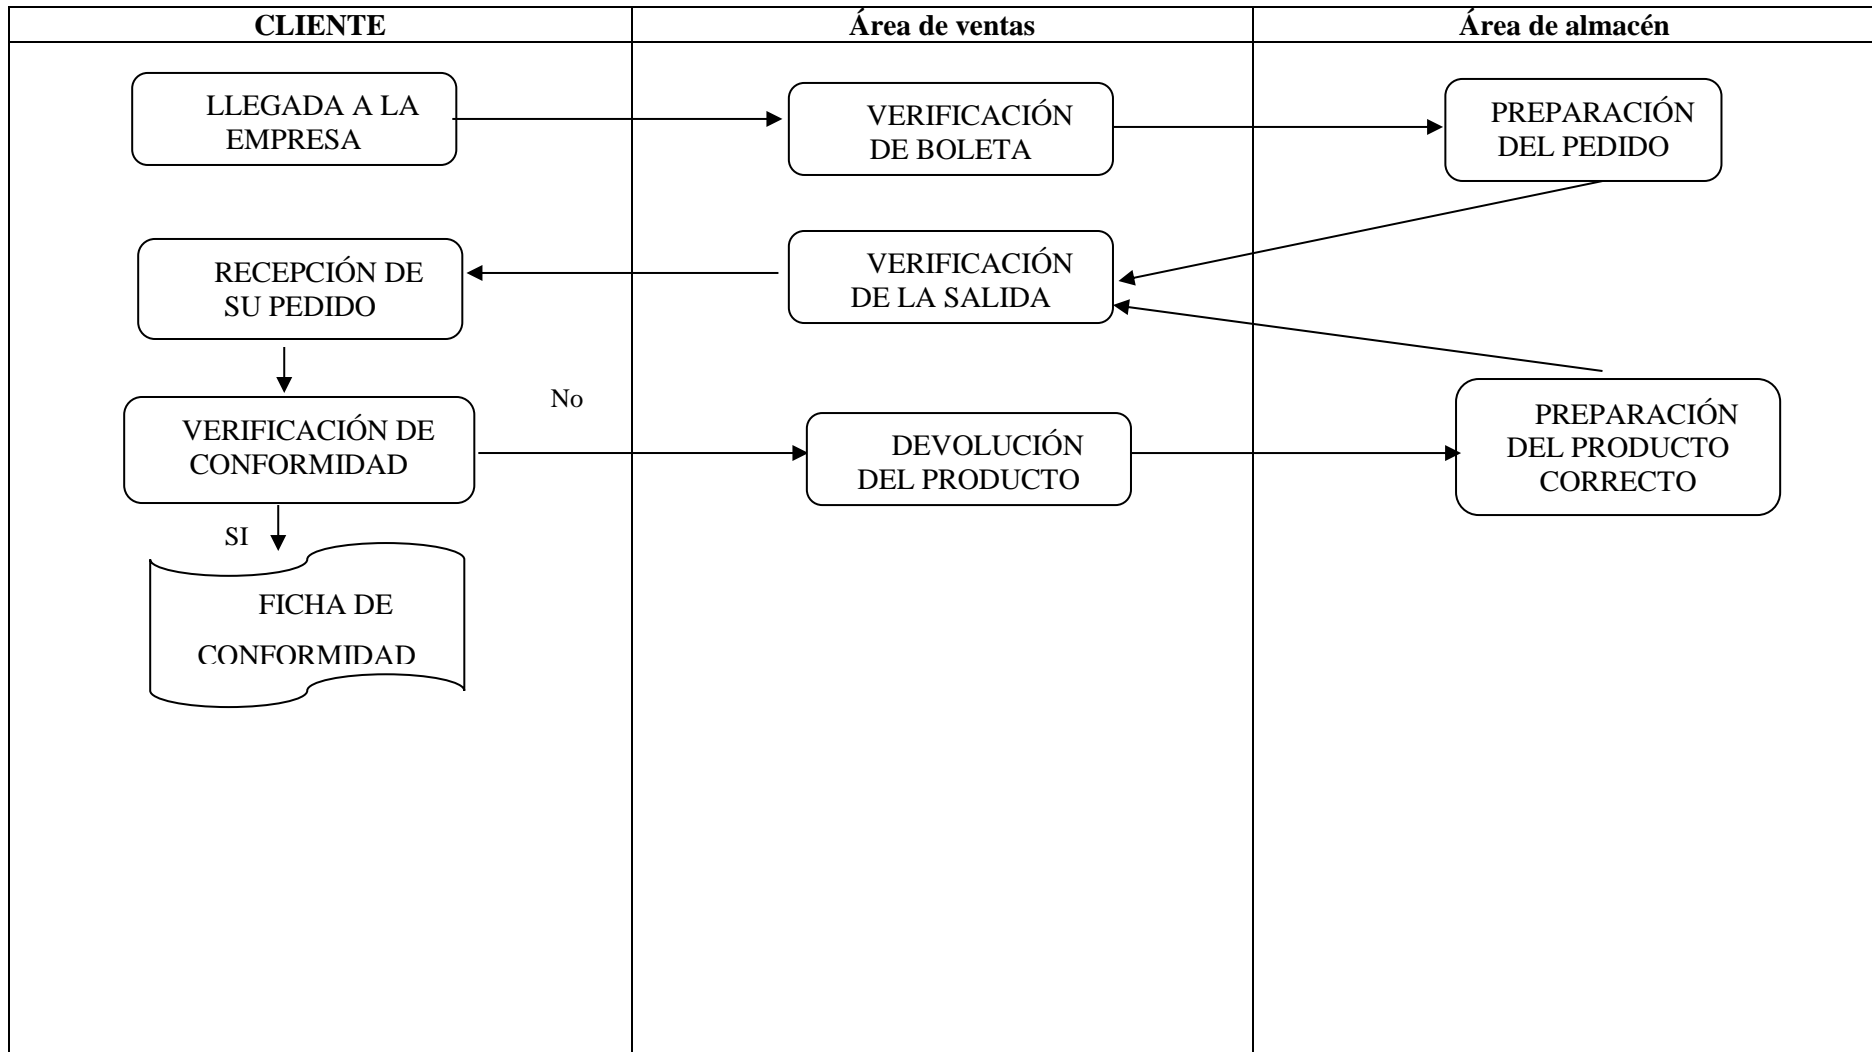 CLIENTE
Área de ventas
Área de almacén
LLEGADA A LA
EMPRESA
VERIFICACIÓN
DE BOLETA
PREPARACIÓN
DEL PEDIDO
RECEPCIÓN DE
SU PEDIDO
VERIFICACIÓN
DE LA SALIDA
No
VERIFICACIÓN DE
CONFORMIDAD
DEVOLUCIÓN
DEL PRODUCTO
PREPARACIÓN
DEL PRODUCTO
CORRECTO
SI
FICHA DE
CONFORMIDAD